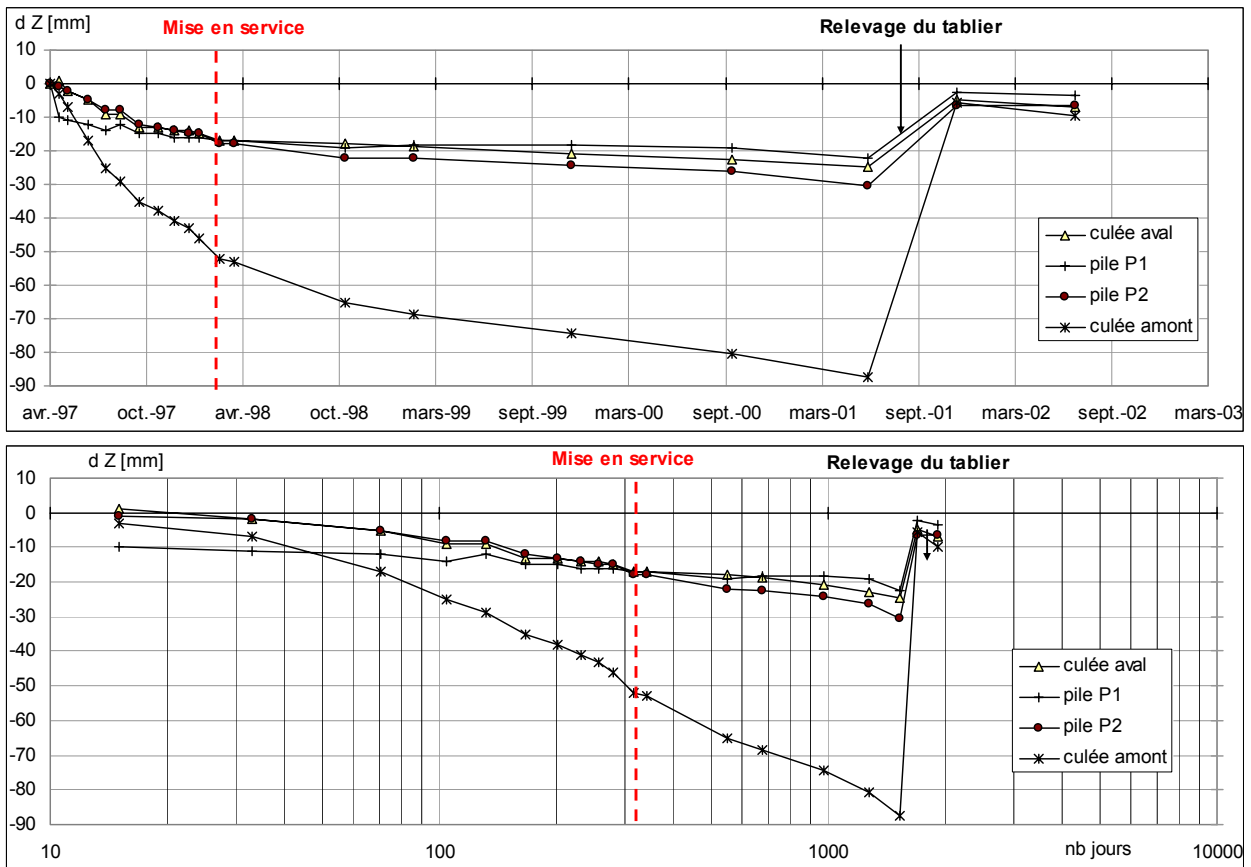 d Z [mm]
Mise en service
Relevage du tablier
10
0
-10
-20
-30
-40
-50
-60
-70
-80
-90
culée aval
pile P1
pile P2
culée amont
avr.-97 oct.-97 avr.-98 oct.-98 mars-99 sept.-99 mars-00 sept.-00 mars-01 sept.-01 mars-02 sept.-02 mars-03
d Z [mm]
Mise en service
Relevage du tablier
10
0
-10
-20
-30
-40
-50
-60
-70
-80
-90
culée aval
pile P1
pile P2
culée amont
10 100 1000 nb jours 10000